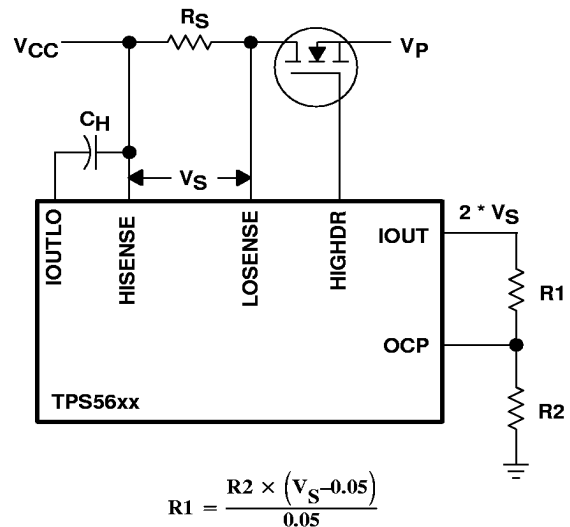 RS
VCC
VP
CH
VS
2 * VS
IOUTLO
HISENSE
LOSENSE
HIGHDR
IOUT
R1
OCP
R2
TPS56xx
R1 = R2 × (VS–0.05) / 0.05